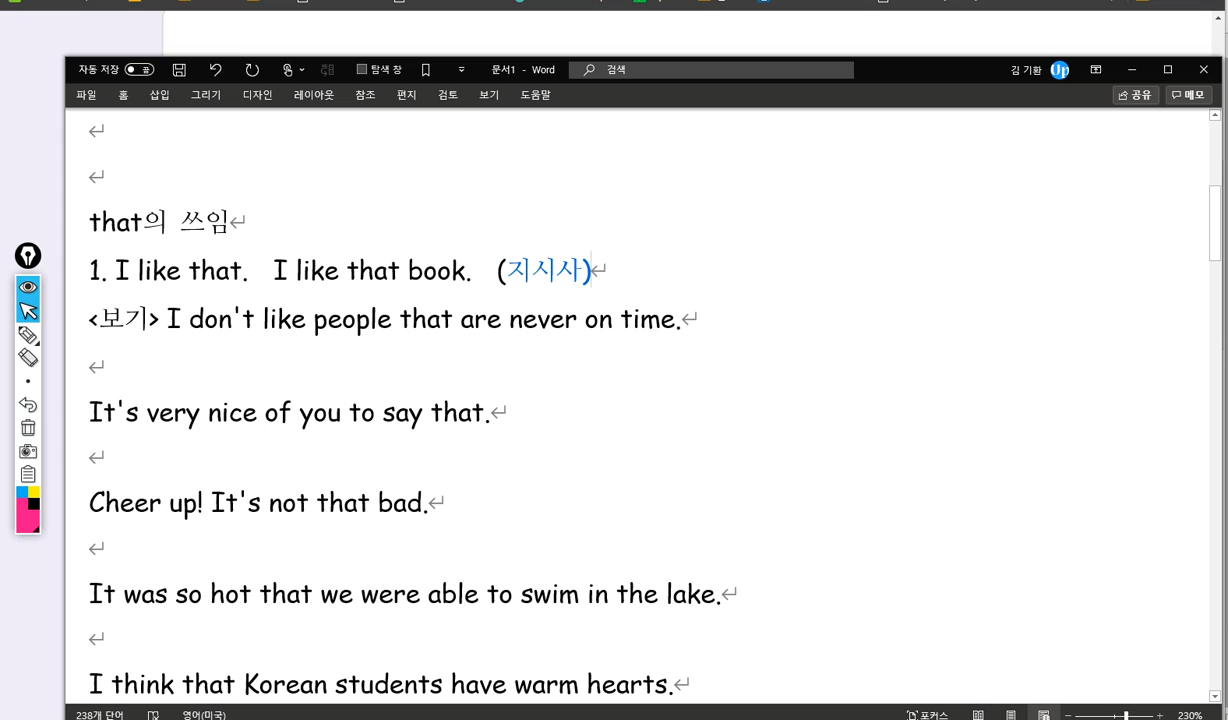 자동 저장 끔 탐색 창 문서1 - Word 검색 김 기환 Up
파일 홈 삽입 그리기 디자인 레이아웃 참조 편지 검토 보기 도움말 공유 메모
that의 쓰임
1. I like that. I like that book. (지시사)
<보기> I don't like people that are never on time.
It's very nice of you to say that.
Cheer up! It's not that bad.
It was so hot that we were able to swim in the lake.
I think that Korean students have warm hearts.
238개 단어 영어(미국) 포커스 230%